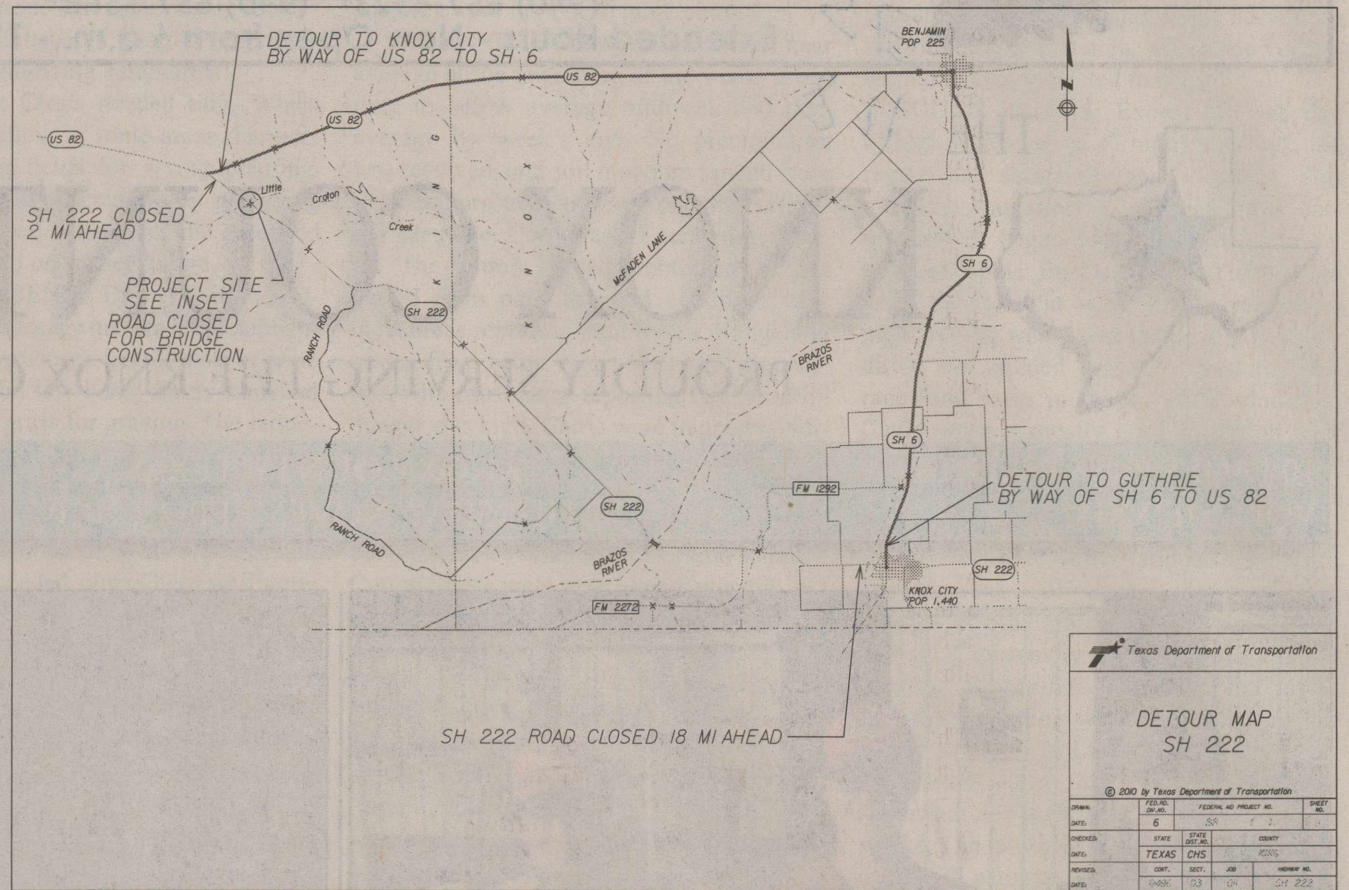 DETOUR TO KNOX CITY
BY WAY OF US 82 TO SH 6
BENJAMIN
POP 225
US 82
US 82
US 82
N
SH 222 CLOSED
2 MI AHEAD
Little
Croton
Creek
KING
KNOX
McFADEN LANE
PROJECT SITE
SEE INSET
ROAD CLOSED
FOR BRIDGE
CONSTRUCTION
RANCH ROAD
SH 222
SH 6
BRAZOS
RIVER
SH 6
DETOUR TO GUTHRIE
BY WAY OF SH 6 TO US 82
FM 1292
SH 222
RANCH ROAD
BRAZOS
RIVER
SH 222
FM 2272
KNOX CITY
POP 1,440
SH 222 ROAD CLOSED 18 MI AHEAD
Texas Department of Transportation
DETOUR MAP
SH 222
© 2010 by Texas Department of Transportation
DRAWN: FED.RD. DIV.NO. FEDERAL AID PROJECT NO. SHEET NO.
DATE: 6
CHECKED: STATE STATE DIST.NO. COUNTY
DATE: TEXAS CHS KING
REVISED: CONT. SECT. JOB HIGHWAY NO.
DATE: 03 SH 222